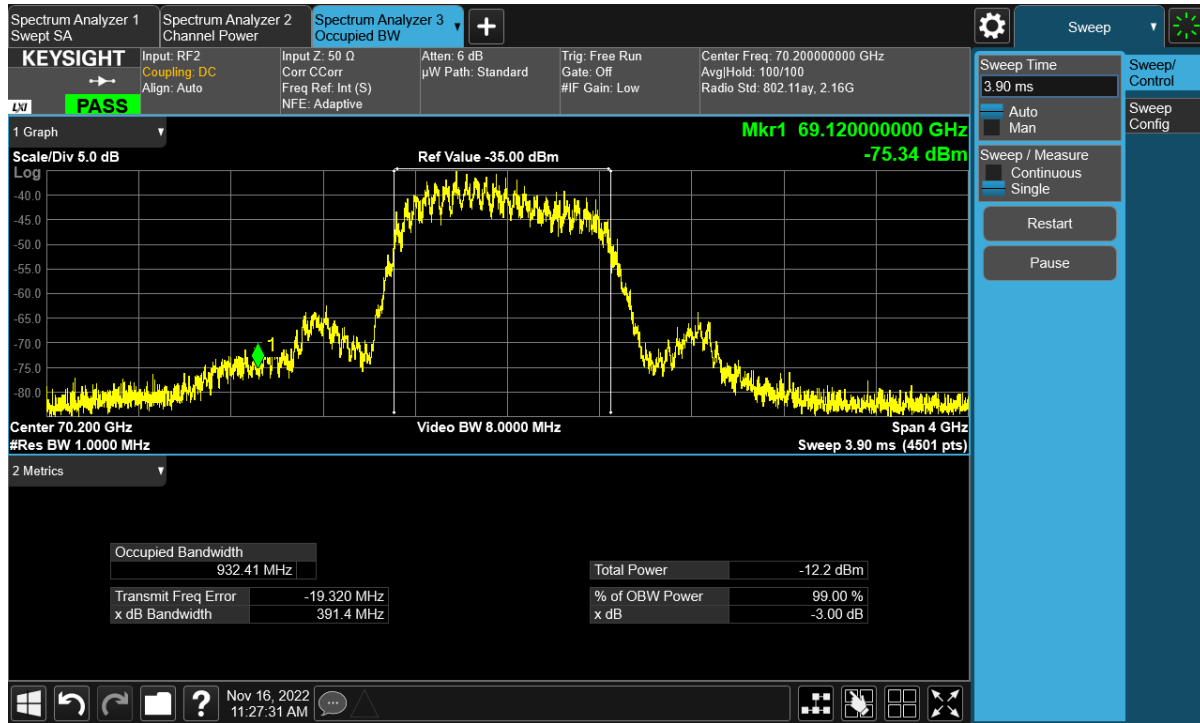 Spectrum Analyzer 1
Swept SA
Spectrum Analyzer 2
Channel Power
Spectrum Analyzer 3
Occupied BW
Sweep
KEYSIGHT
LXI
PASS
Input: RF2
Coupling: DC
Align: Auto
Input Z: 50 Ω
Corr CCorr
Freq Ref: Int (S)
NFE: Adaptive
Atten: 6 dB
µW Path: Standard
Trig: Free Run
Gate: Off
#IF Gain: Low
Center Freq: 70.200000000 GHz
Avg|Hold: 100/100
Radio Std: 802.11ay, 2.16G
Sweep Time
3.90 ms
Auto
Man
Sweep / Measure
Continuous
Single
Restart
Pause
Sweep/
Control
Sweep
Config
1 Graph
Mkr1 69.120000000 GHz
-75.34 dBm
Scale/Div 5.0 dB
Ref Value -35.00 dBm
Log
-40.0
-45.0
-50.0
-55.0
-60.0
-65.0
-70.0
-75.0
-80.0
1
Center 70.200 GHz
Video BW 8.0000 MHz
Span 4 GHz
#Res BW 1.0000 MHz
Sweep 3.90 ms (4501 pts)
2 Metrics
Occupied Bandwidth
932.41 MHz
Total Power -12.2 dBm
Transmit Freq Error -19.320 MHz
% of OBW Power 99.00 %
x dB Bandwidth 391.4 MHz
x dB -3.00 dB
?
Nov 16, 2022
11:27:31 AM